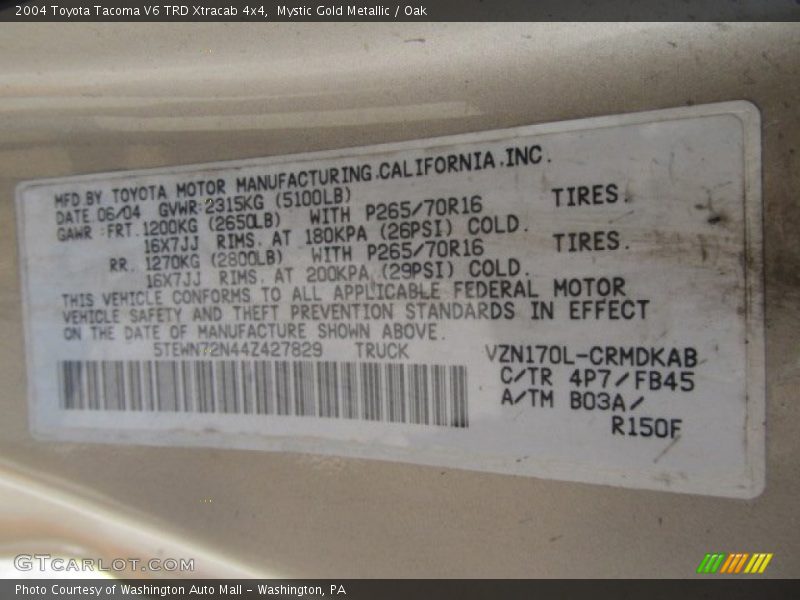 2004 Toyota Tacoma V6 TRD Xtracab 4x4, Mystic Gold Metallic / Oak
MFD BY TOYOTA MOTOR MANUFACTURING.CALIFORNIA.INC.
DATE 06/04 GVWR:2315KG (5100LB)
GAWR :FRT.1200KG (2650LB) WITH P265/70R16 TIRES.
16X7JJ RIMS. AT 180KPA (26PSI) COLD.
RR. 1270KG (2800LB) WITH P265/70R16 TIRES.
16X7JJ RIMS. AT 200KPA (29PSI) COLD.
THIS VEHICLE CONFORMS TO ALL APPLICABLE FEDERAL MOTOR
VEHICLE SAFETY AND THEFT PREVENTION STANDARDS IN EFFECT
ON THE DATE OF MANUFACTURE SHOWN ABOVE.
5TEWN72N44Z427829 TRUCK VZN170L-CRMDKAB
C/TR 4P7/FB45
A/TM B03A/
R150F
GTCARLOT.COM
Photo Courtesy of Washington Auto Mall - Washington, PA